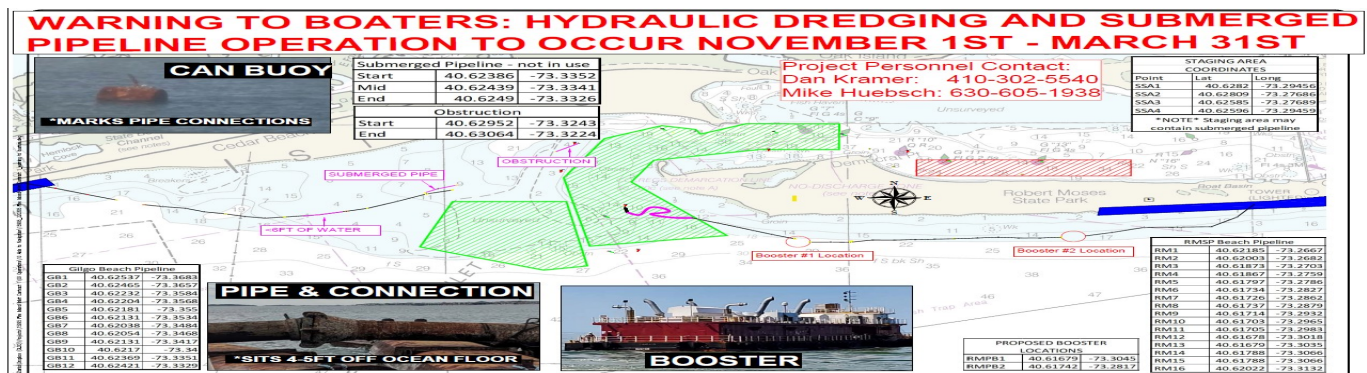 WARNING TO BOATERS: HYDRAULIC DREDGING AND SUBMERGED
PIPELINE OPERATION TO OCCUR NOVEMBER 1ST - MARCH 31ST
CAN BUOY
*MARKS PIPE CONNECTIONS
Submerged Pipeline - not in use
Start 40.62386 -73.3352
Mid 40.62439 -73.3341
End 40.6249 -73.3326
Obstruction
Start 40.62952 -73.3243
End 40.63064 -73.3224
Project Personnel Contact:
Dan Kramer: 410-302-5540
Mike Huebsch: 630-605-1938
STAGING AREA
COORDINATES
Point Lat Long
SSA1 40.6282 -73.29456
SSA2 40.62809 -73.27686
SSA3 40.62585 -73.27689
SSA4 40.62596 -73.29459
*NOTE* Staging area may
contain submerged pipeline
Oak Island
Unsurveyed
Cedar Beach
OBSTRUCTION
SUBMERGED PIPE
<6FT OF WATER
NO-DISCHARGE
N
W E
S
Robert Moses
State Park
Boat Basin
TOWER
Booster #1 Location
Booster #2 Location
Gilgo Beach Pipeline
GB1 40.62537 -73.3683
GB2 40.62465 -73.3657
GB3 40.62232 -73.3584
GB4 40.62204 -73.3568
GB5 40.62181 -73.355
GB6 40.62131 -73.3534
GB7 40.62038 -73.3484
GB8 40.62054 -73.3468
GB9 40.62131 -73.3417
GB10 40.6217 -73.34
GB11 40.62369 -73.3351
GB12 40.62421 -73.3329
PIPE & CONNECTION
*SITS 4-5FT OFF OCEAN FLOOR
BOOSTER
PROPOSED BOOSTER
LOCATIONS
RMPB1 40.61679 -73.3045
RMPB2 40.61742 -73.2817
RMSP Beach Pipeline
RM1 40.62185 -73.2667
RM2 40.62003 -73.2682
RM3 40.61873 -73.2703
RM4 40.61867 -73.2759
RM5 40.61797 -73.2786
RM6 40.61734 -73.2827
RM7 40.61726 -73.2862
RM8 40.61737 -73.2879
RM9 40.61714 -73.2932
RM10 40.61703 -73.2965
RM11 40.61705 -73.2983
RM12 40.61678 -73.3018
RM13 40.61679 -73.3035
RM14 40.61788 -73.3066
RM15 40.61788 -73.3066
RM16 40.62022 -73.3132